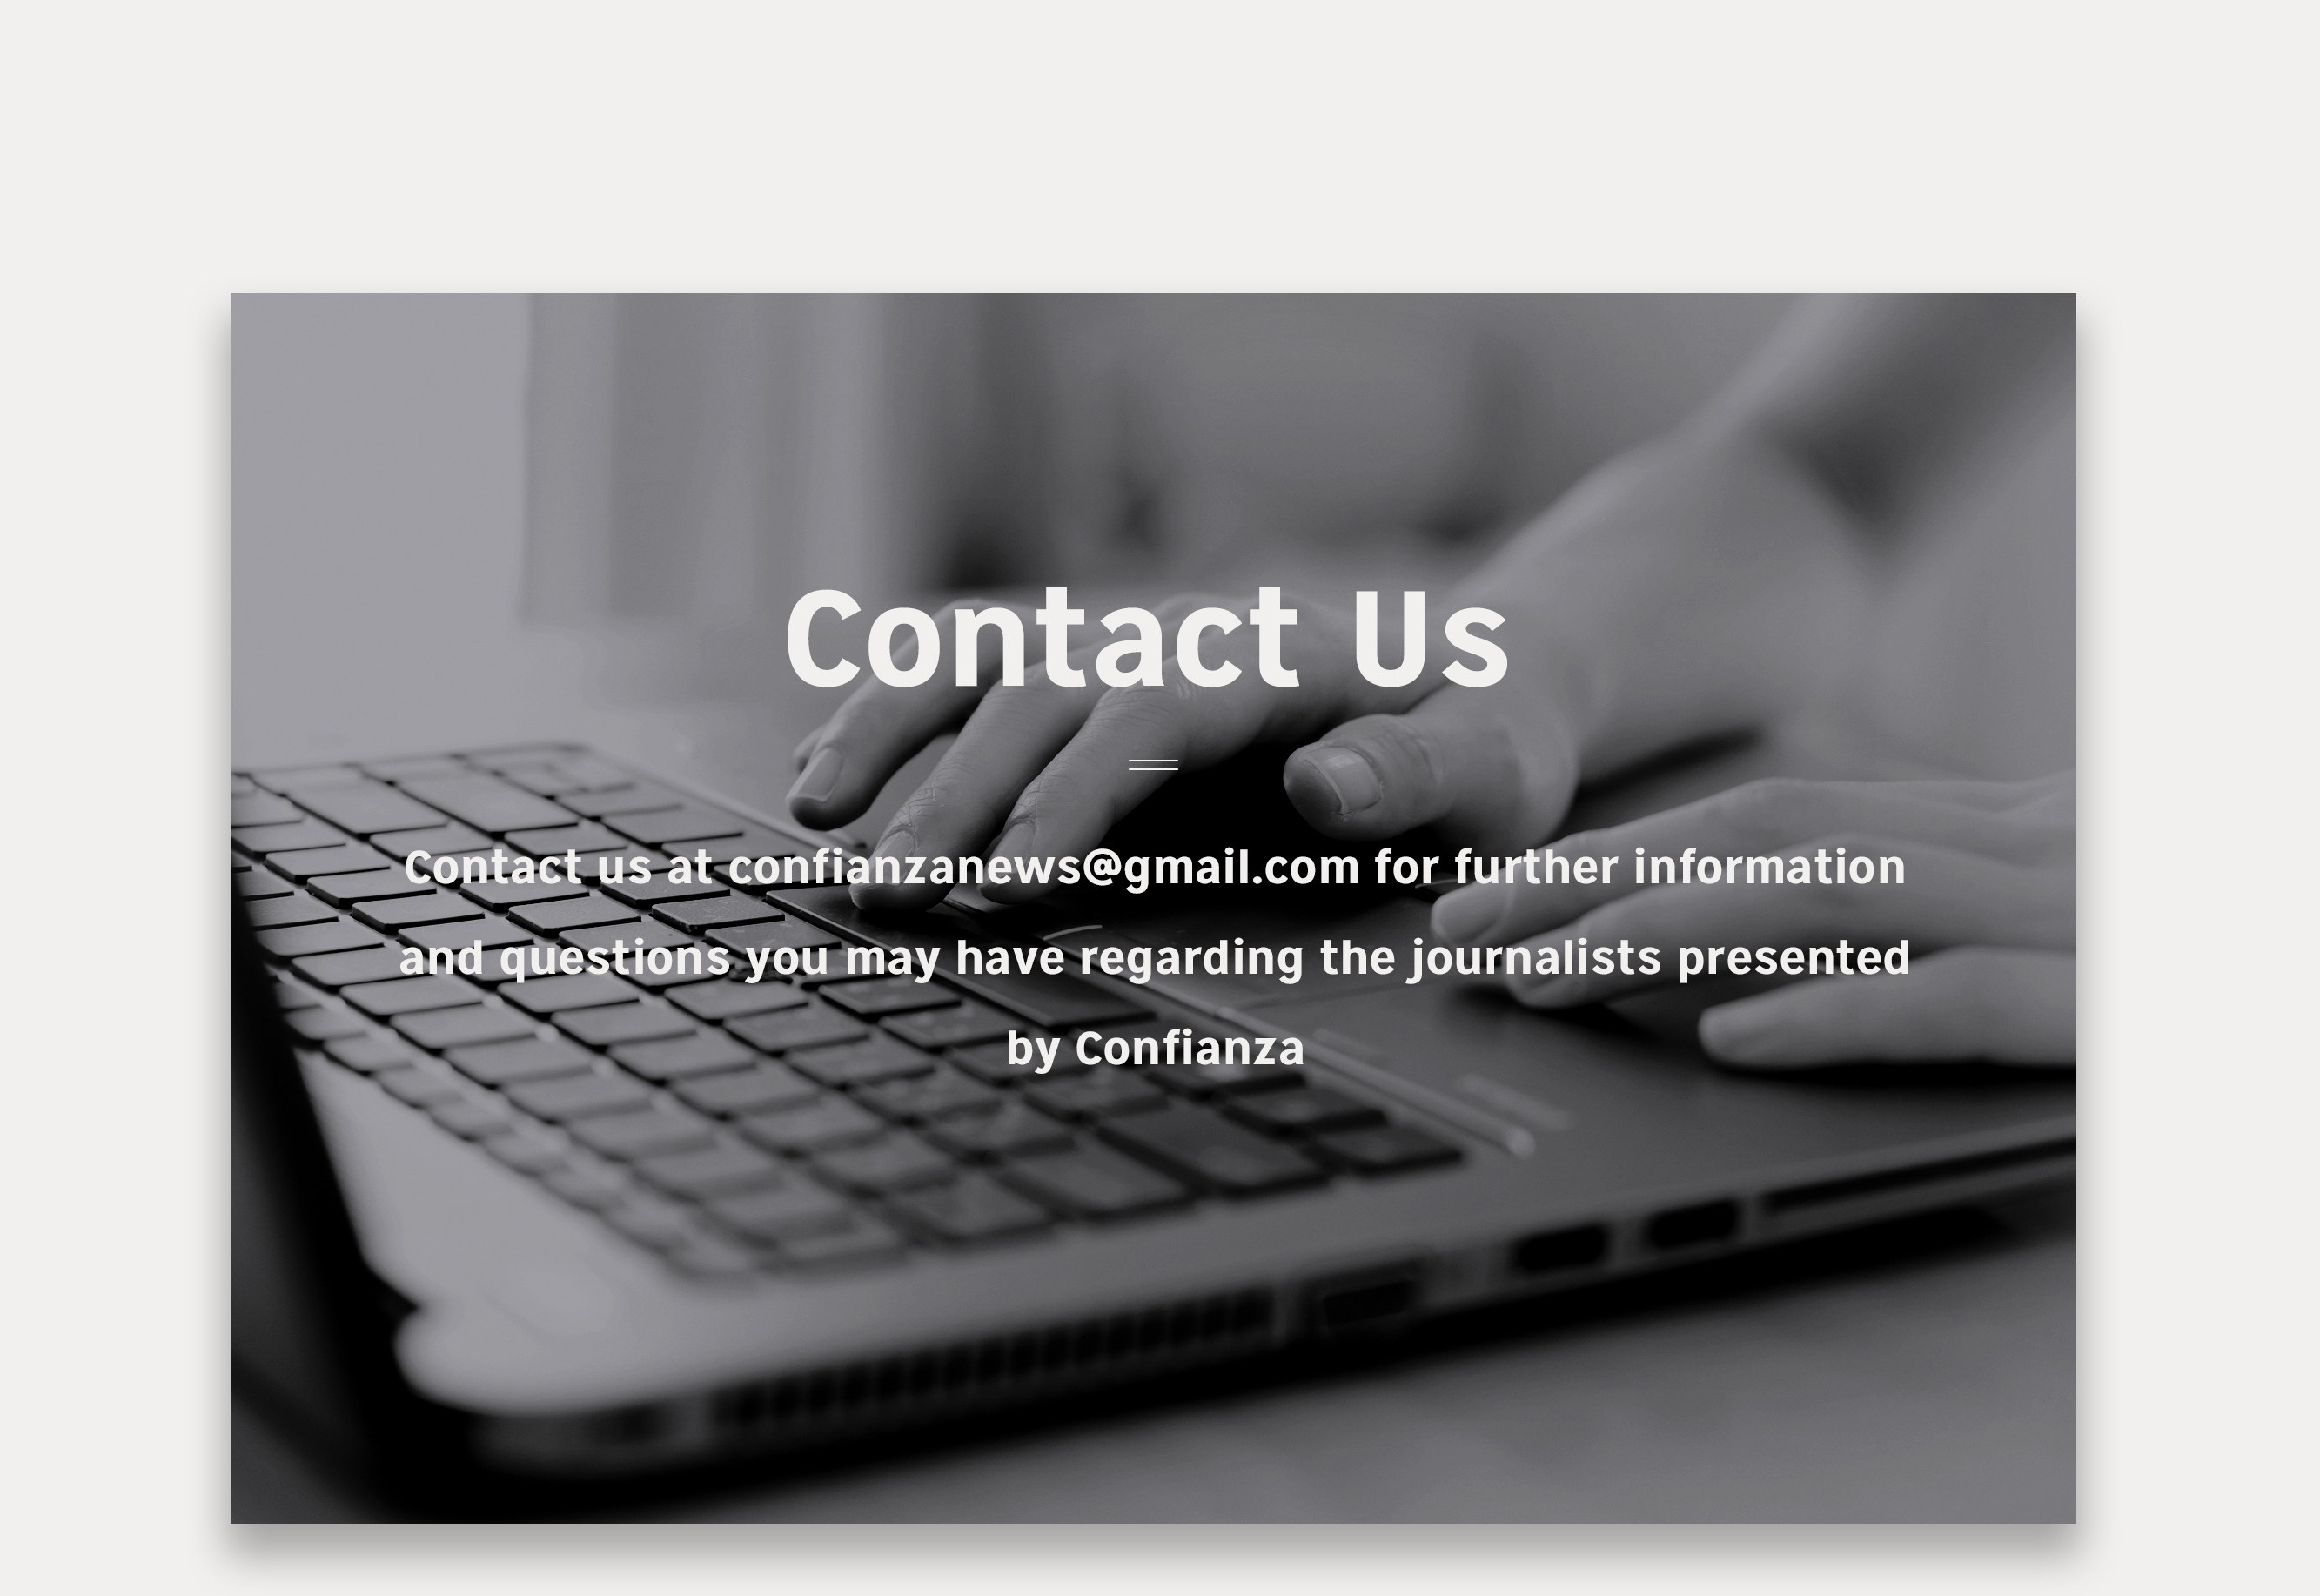 Contact Us
Contact us at confianzanews@gmail.com for further information
and questions you may have regarding the journalists presented
by Confianza